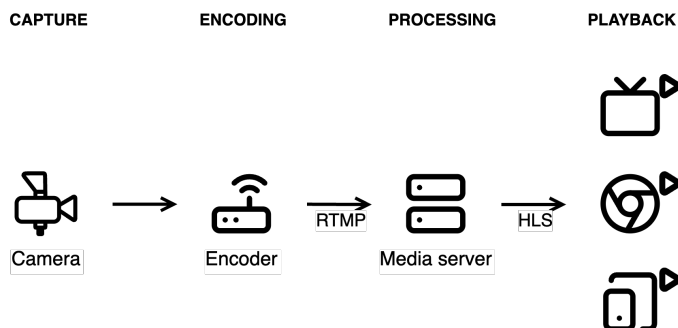 CAPTURE
ENCODING
PROCESSING
PLAYBACK
RTMP
HLS
Camera
Encoder
Media server